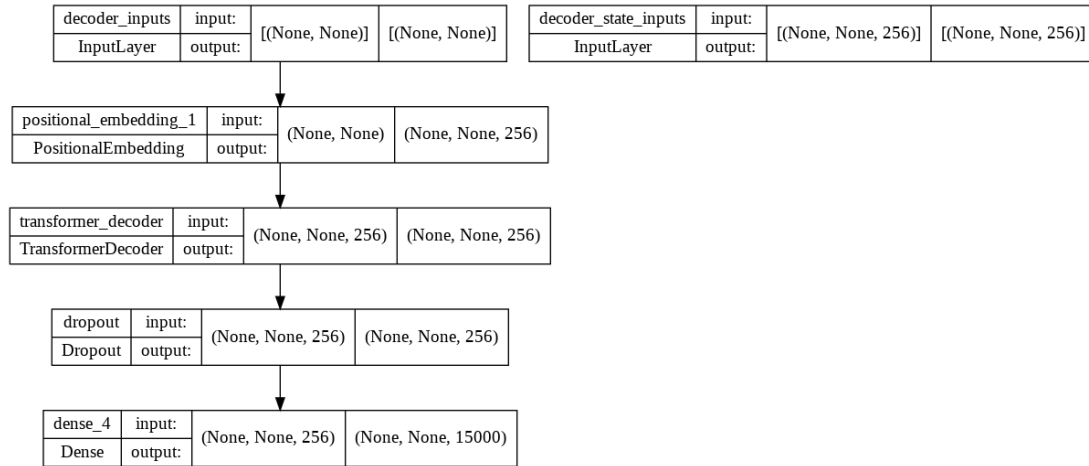 decoder_inputs input: [(None, None)] [(None, None)]
InputLayer output:
decoder_state_inputs input: [(None, None, 256)] [(None, None, 256)]
InputLayer output:
positional_embedding_1 input: (None, None) (None, None, 256)
PositionalEmbedding output:
transformer_decoder input: (None, None, 256) (None, None, 256)
TransformerDecoder output:
dropout input: (None, None, 256) (None, None, 256)
Dropout output:
dense_4 input: (None, None, 256) (None, None, 15000)
Dense output: